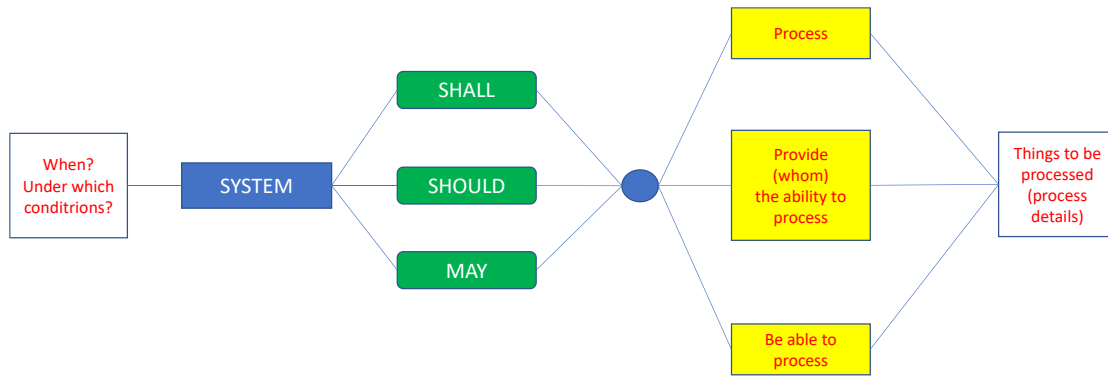 When?
Under which
conditrions?
SYSTEM
SHALL
SHOULD
MAY
Process
Provide
(whom)
the ability to
process
Be able to
process
Things to be
processed
(process
details)